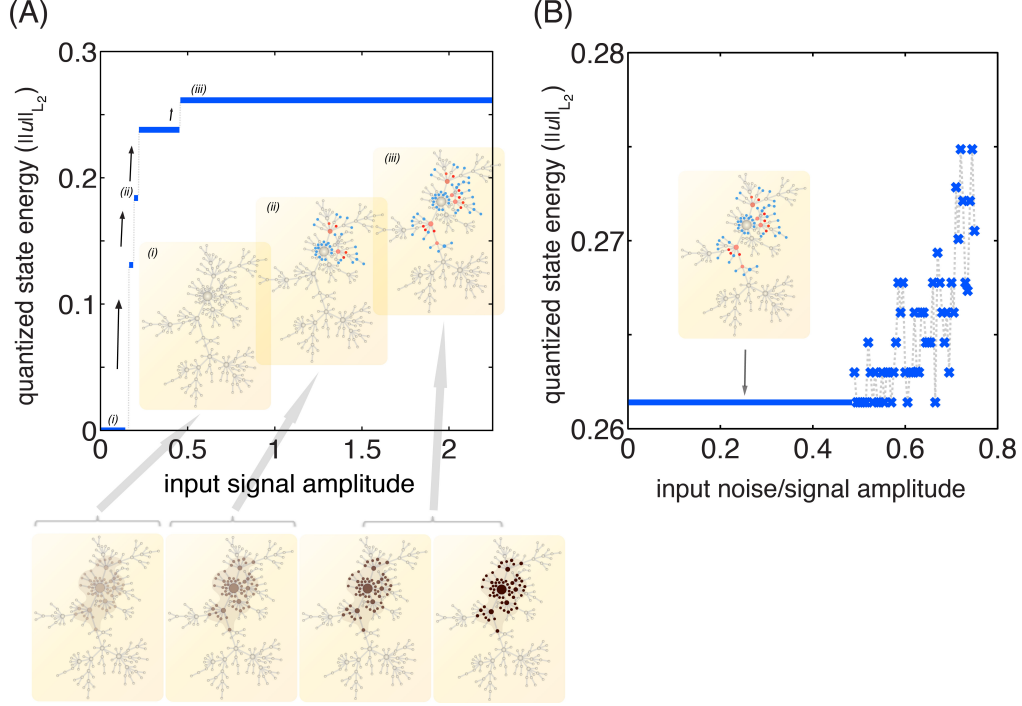 (A)
quantized state energy (||u||L2)
0.3
0.2
0.1
0
(i)
(ii)
(iii)
(i)
(ii)
(iii)
0
0.5
1
1.5
2
input signal amplitude
(B)
quantized state energy (||u||L2)
0.28
0.27
0.26
0
0.2
0.4
0.6
0.8
input noise/signal amplitude